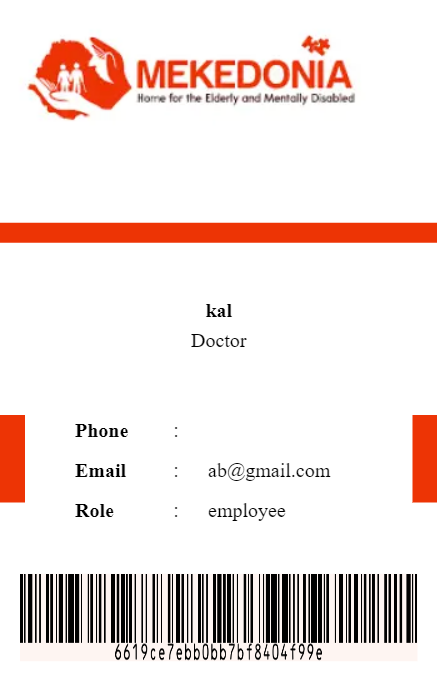 MEKEDONIA
Home for the Elderly and Mentally Disabled
kal
Doctor
Phone :
Email : ab@gmail.com
Role : employee
6619ce7ebb0bb7bf8404f99e